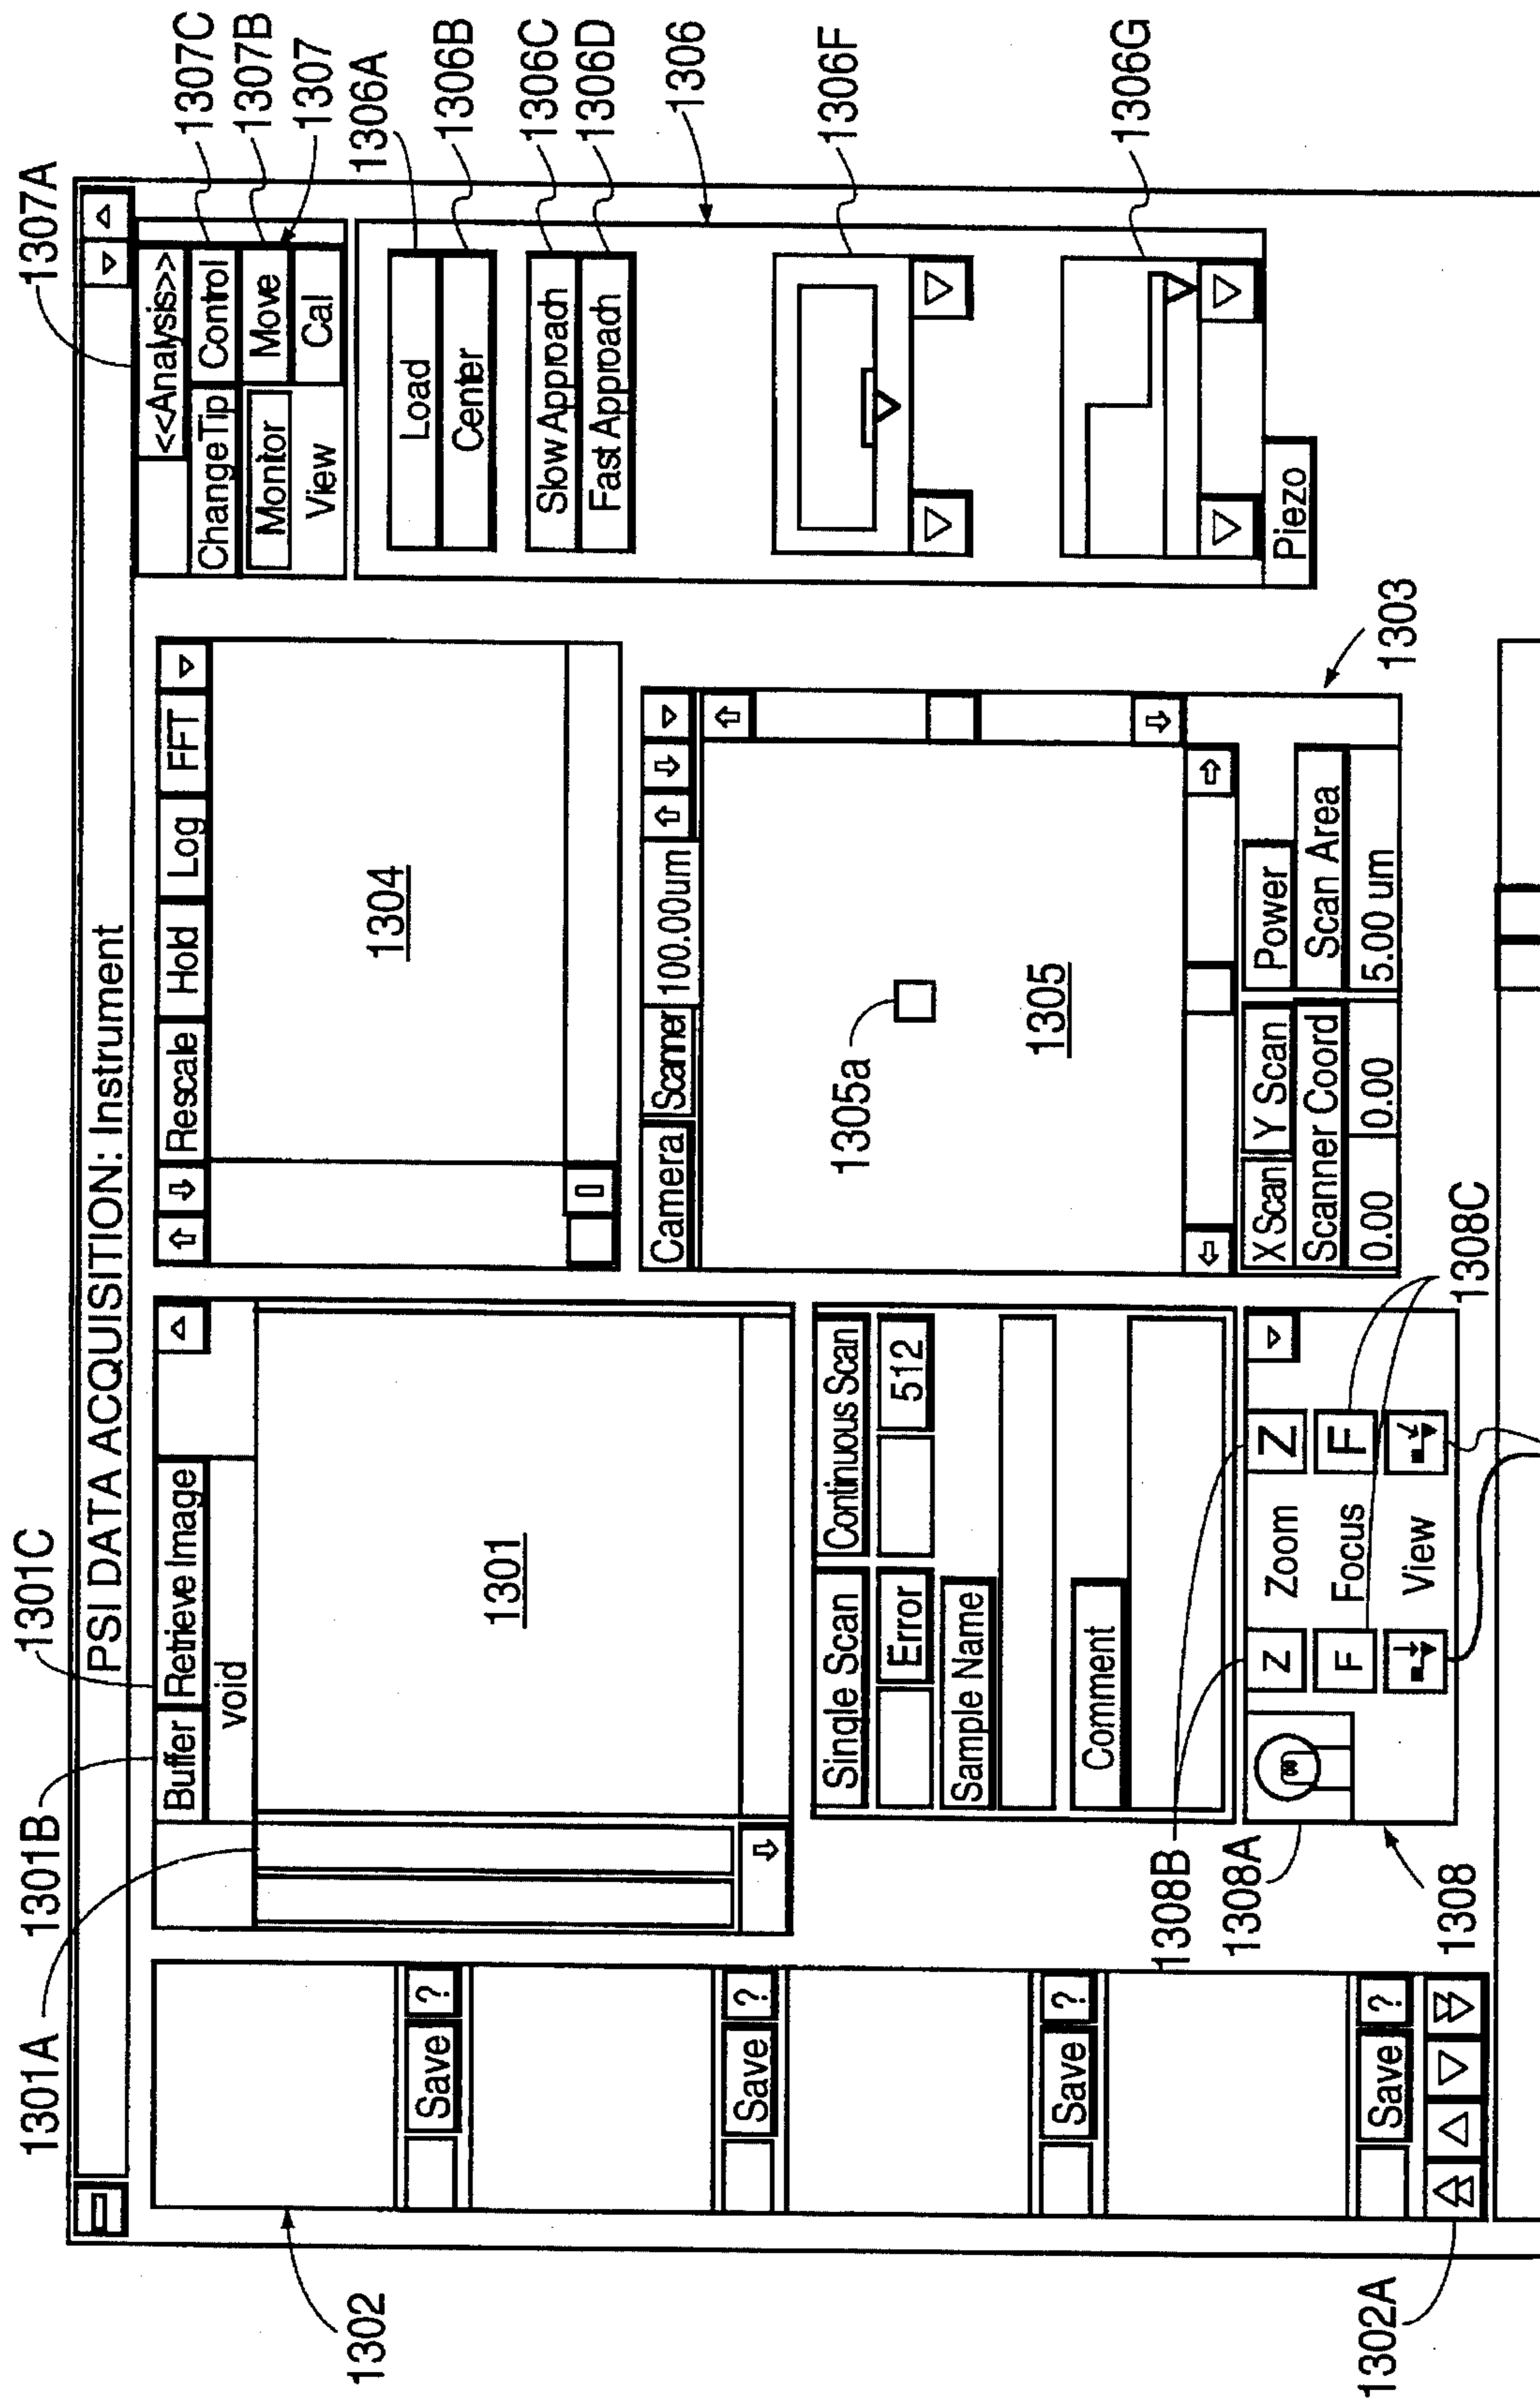 PSI DATA ACQUISITION: Instrument
1301A
1301B
1301C
1307A
1307C
1307B
1307
1306A
1306B
1306C
1306D
1306
1306F
1306G
1302
Save ?
Save ?
Save ?
Save ?
1302A
Buffer Retrieve Image
void
1301
Single Scan Continuous Scan
Error 512
Sample Name
Comment
1308B
1308A
1308
Z Zoom Z
F Focus F
View
1308C
Rescale Hold Log FFT
1304
Camera Scanner 100.00um
1305a
1305
X Scan Y Scan Power
Scanner Coord Scan Area
0.00 0.00 5.00 um
1303
<<Analysis>>
ChangeTip Control
Monitor Move
View Cal
Load
Center
Slow Approach
Fast Approach
Piezo